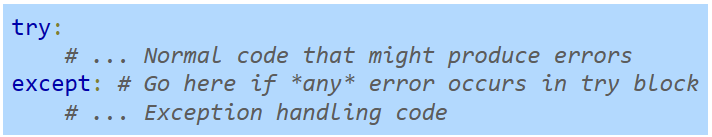 try:
    # ... Normal code that might produce errors
except: # Go here if *any* error occurs in try block
    # ... Exception handling code